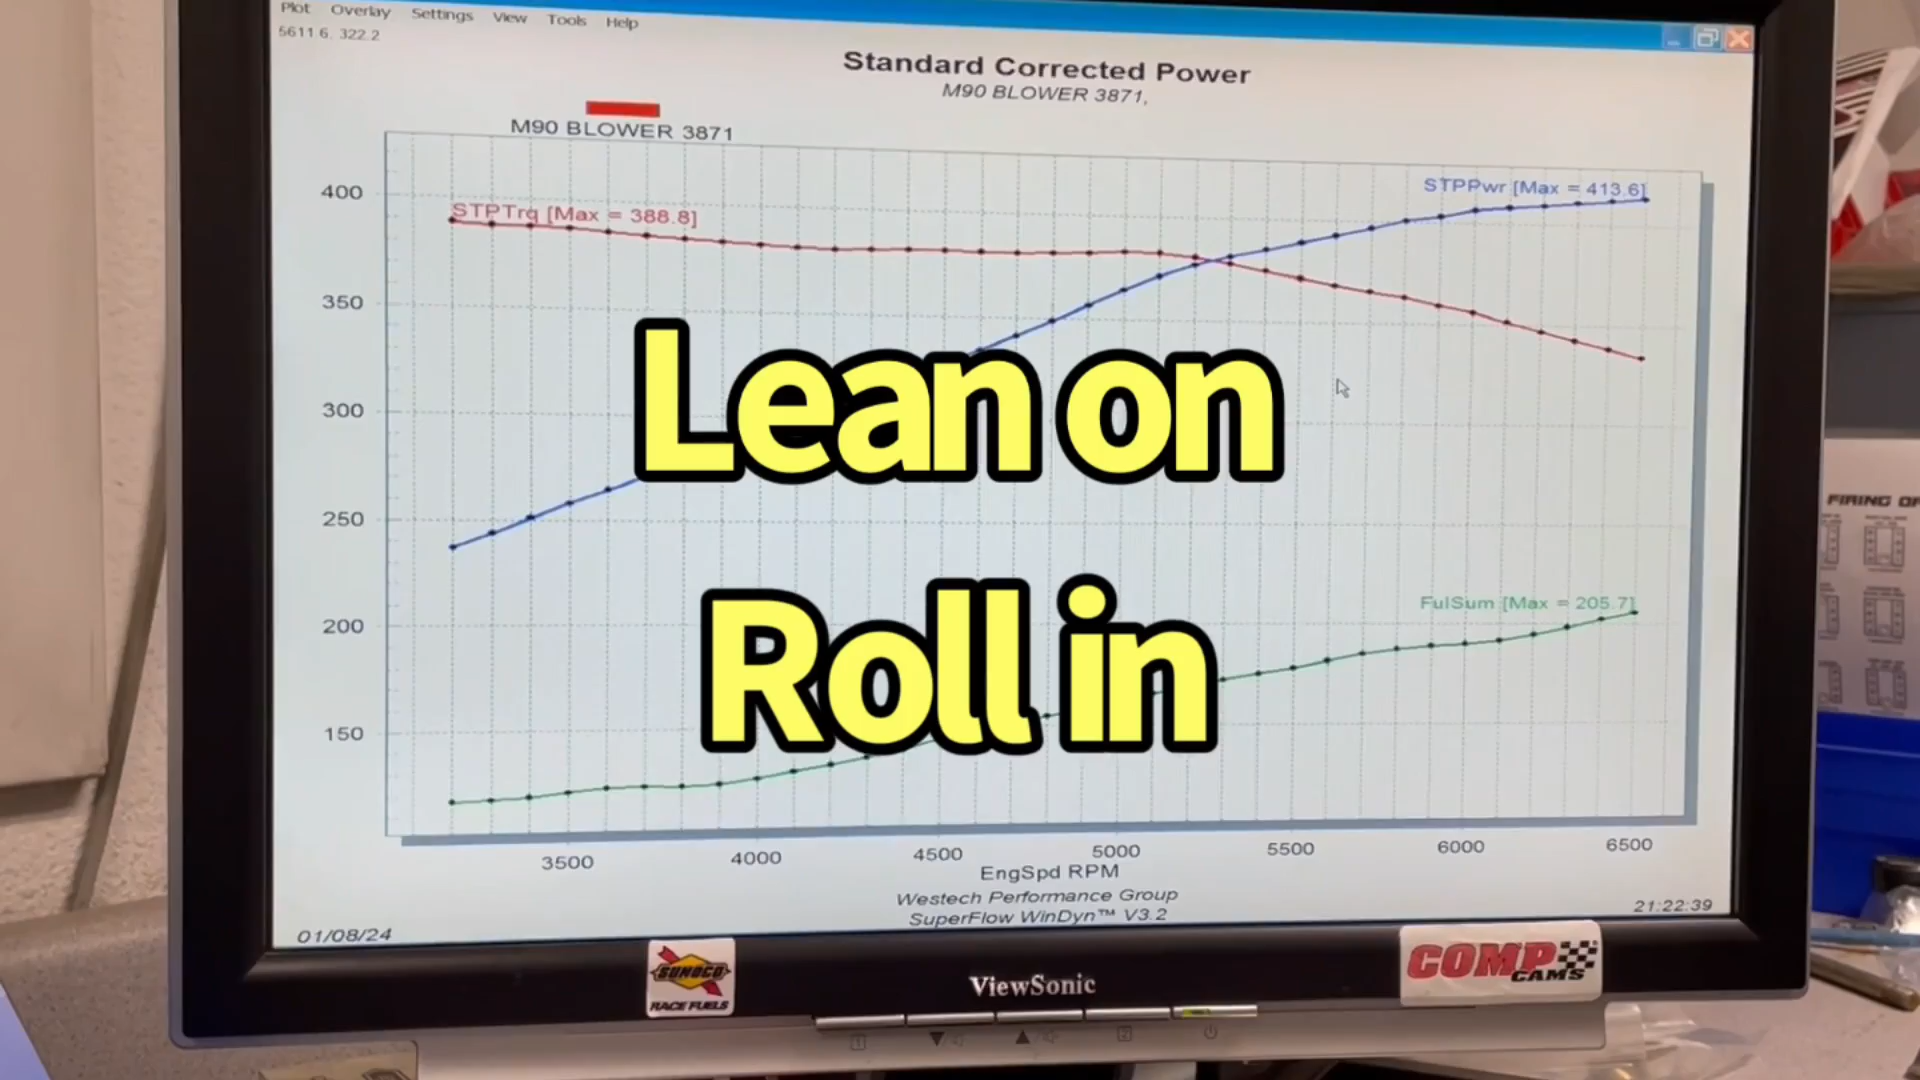 Plot Overlay Settings View Tools Help
5611.6, 322.2
Standard Corrected Power
M90 BLOWER 3871,
M90 BLOWER 3871
STPTrq [Max = 388.8]
STPPwr [Max = 413.6]
FulSum [Max = 205.7]
400
350
300
250
200
150
Lean on
Roll in
3500 4000 4500 5000 5500 6000 6500
EngSpd RPM
Westech Performance Group
SuperFlow WinDyn™ V3.2
01/08/24
21:22:39
SUNOCO
RACE FUELS
ViewSonic
COMP
CAMS
FIRING